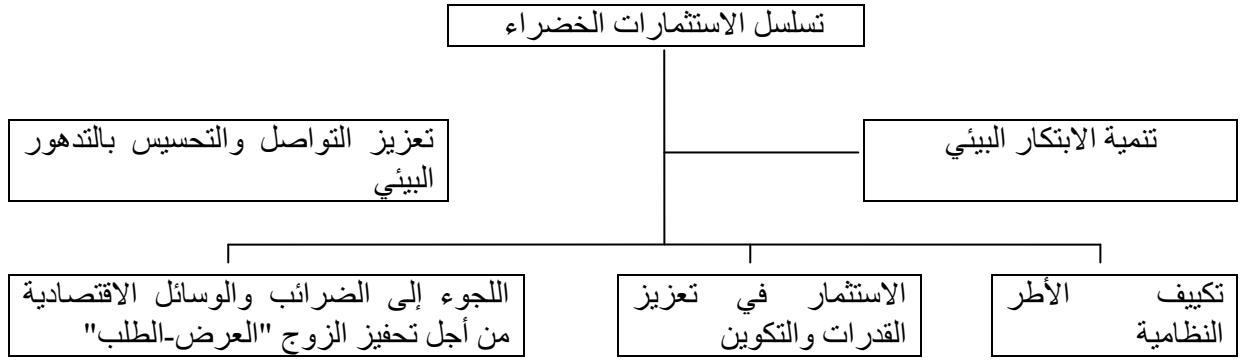 تسلسل الاستثمارات الخضراء
تنمية الابتكار البيئي
تعزيز التواصل والتحسيس بالتدهور
البيئي
تكييف الأطر
النظامية
الاستثمار في تعزيز
القدرات والتكوين
اللجوء إلى الضرائب والوسائل الاقتصادية
من أجل تحفيز الزوج "العرض-الطلب"